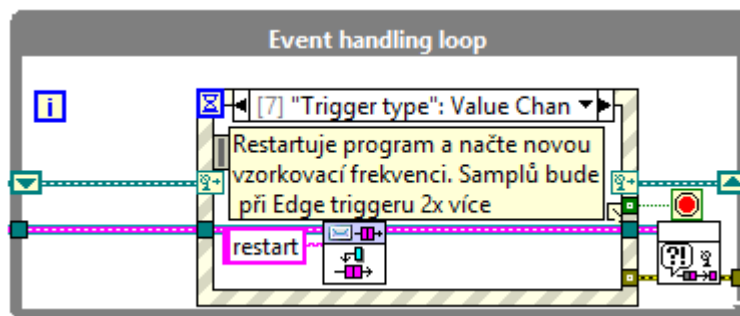 Event handling loop
i
[7] "Trigger type": Value Chan
Restartuje program a načte novou
vzorkovací frekvenci. Samplů bude
při Edge triggeru 2x více
restart
?!